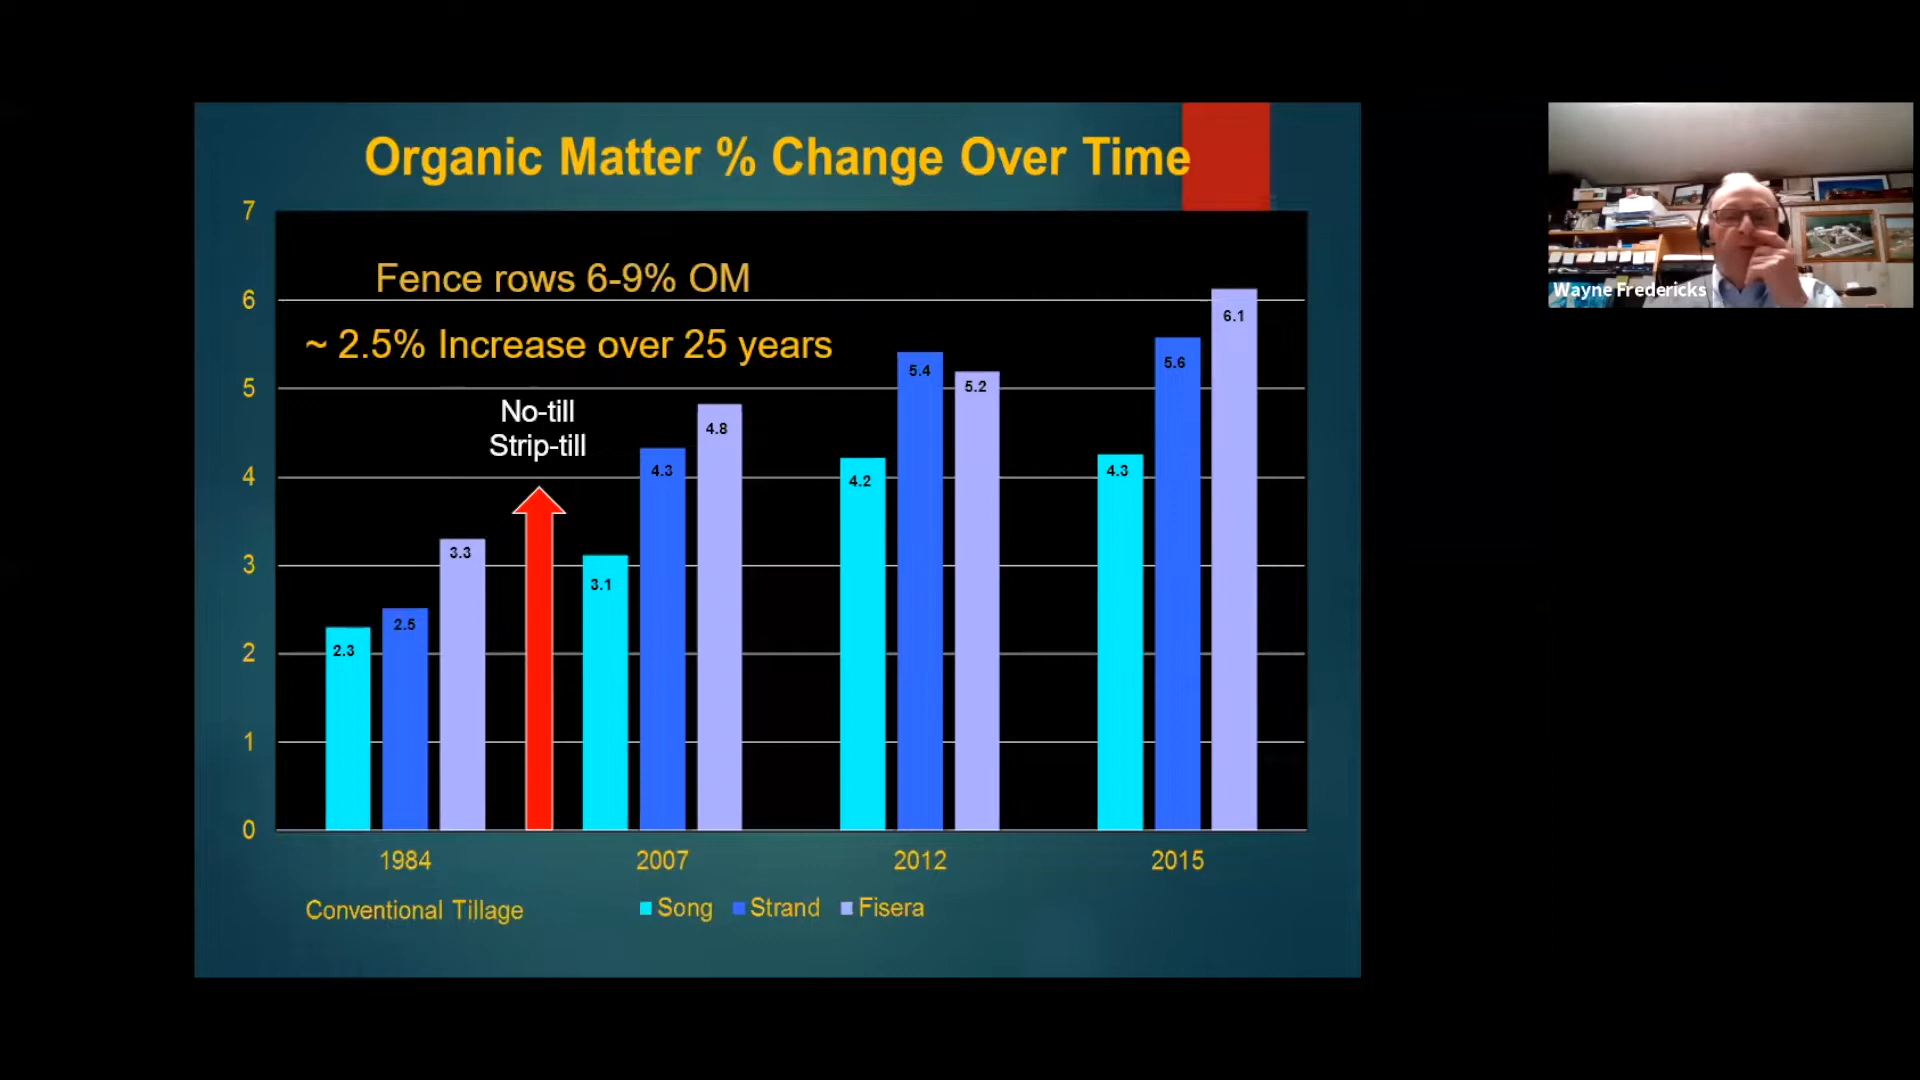 Organic Matter % Change Over Time
7
Fence rows 6-9% OM
6
~ 2.5% Increase over 25 years
5
No-till
Strip-till
4
3
2
1
0
2.3
2.5
3.3
3.1
4.3
4.8
4.2
5.4
5.2
4.3
5.6
6.1
1984
2007
2012
2015
Conventional Tillage
Song
Strand
Fisera
Wayne Fredericks